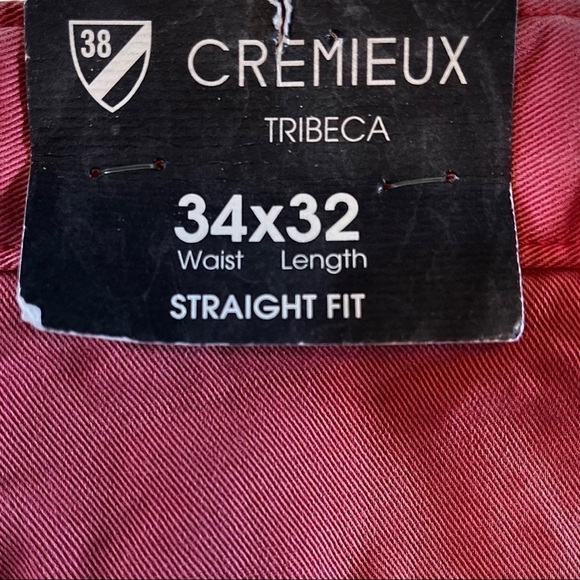 38
CREMIEUX
TRIBECA
34x32
Waist Length
STRAIGHT FIT